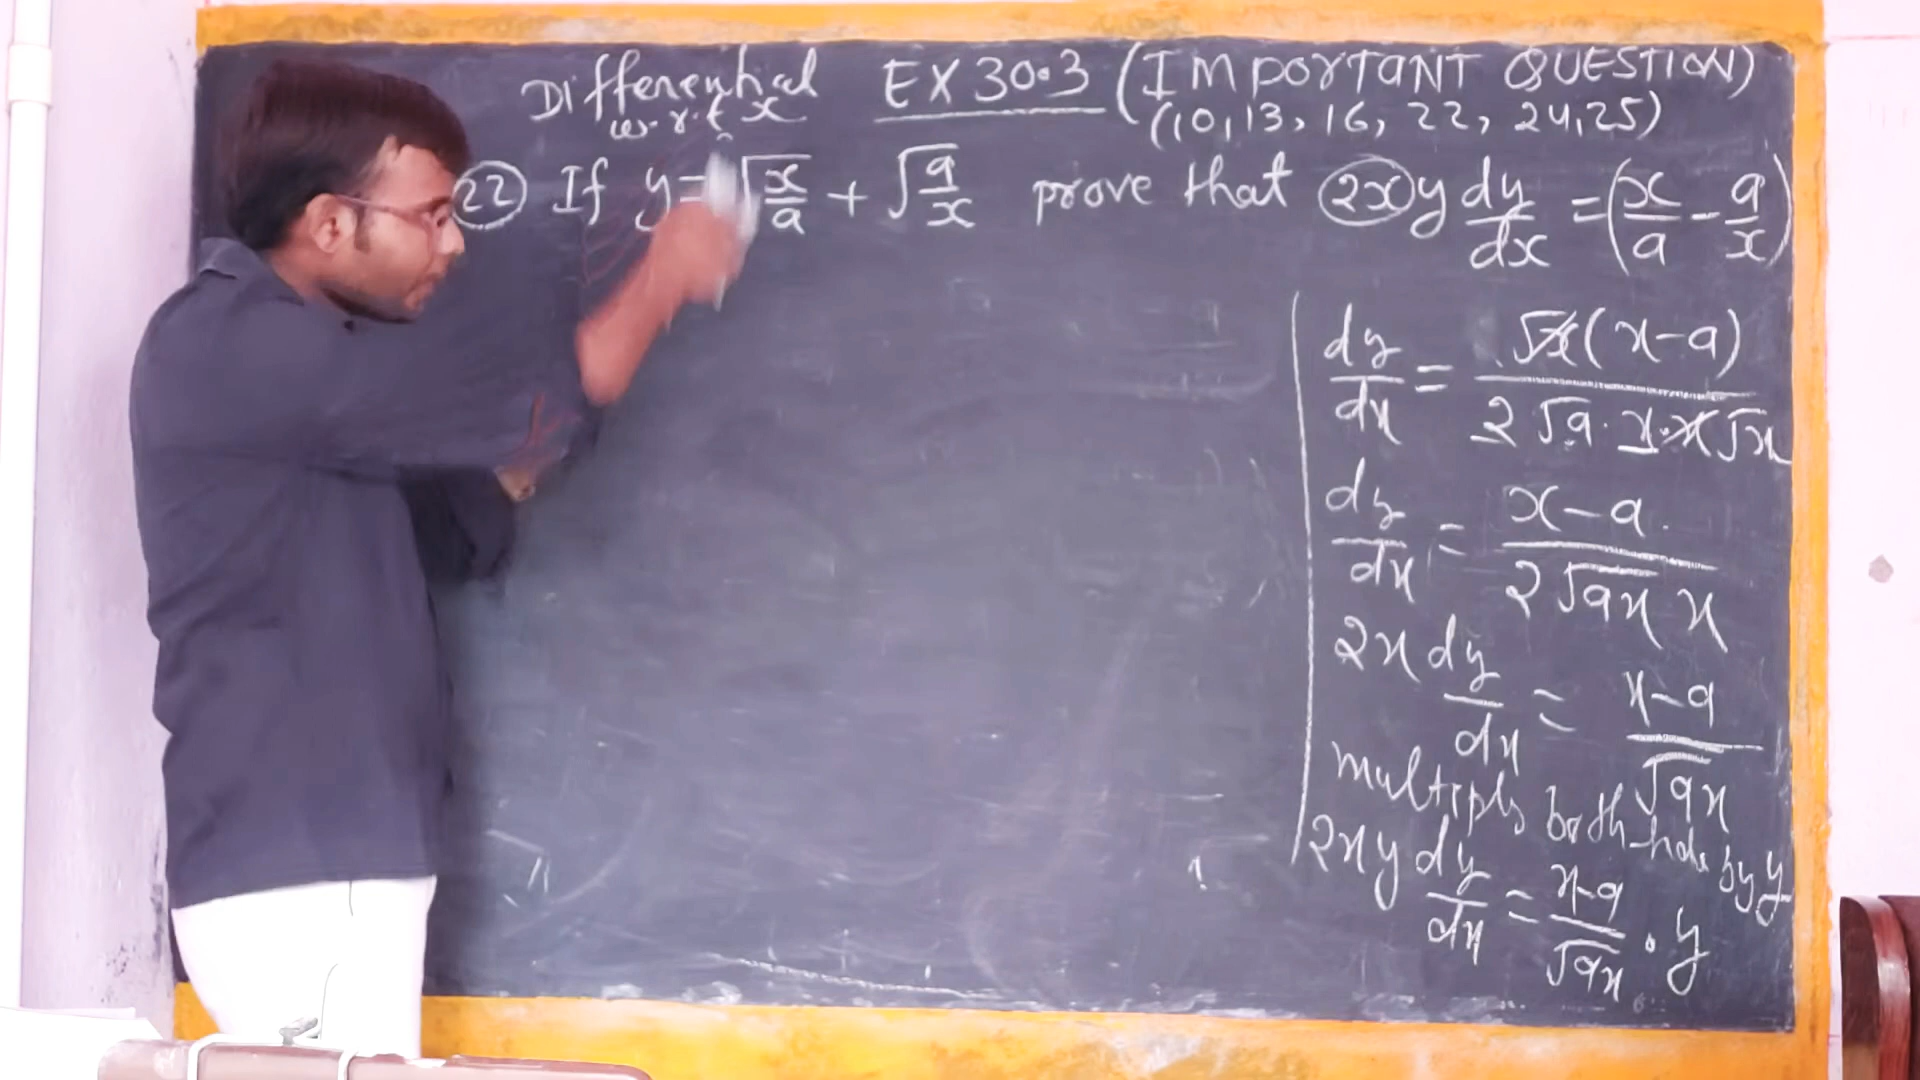 Differential EX 30.3 (IMPORTANT QUESTION)
w.r.t x (10,13, 16, 22, 24,25)
22 If y = √(x/a) + √(a/x) prove that 2xy dy/dx = (x/a - a/x)
dy/dx = √x(x-a) / 2√a. x.x√x
dy/dx = x-a / 2√ax x
2x dy/dx = x-a / √ax
multiply both side by y
2xy dy/dx = x-a / √ax . y